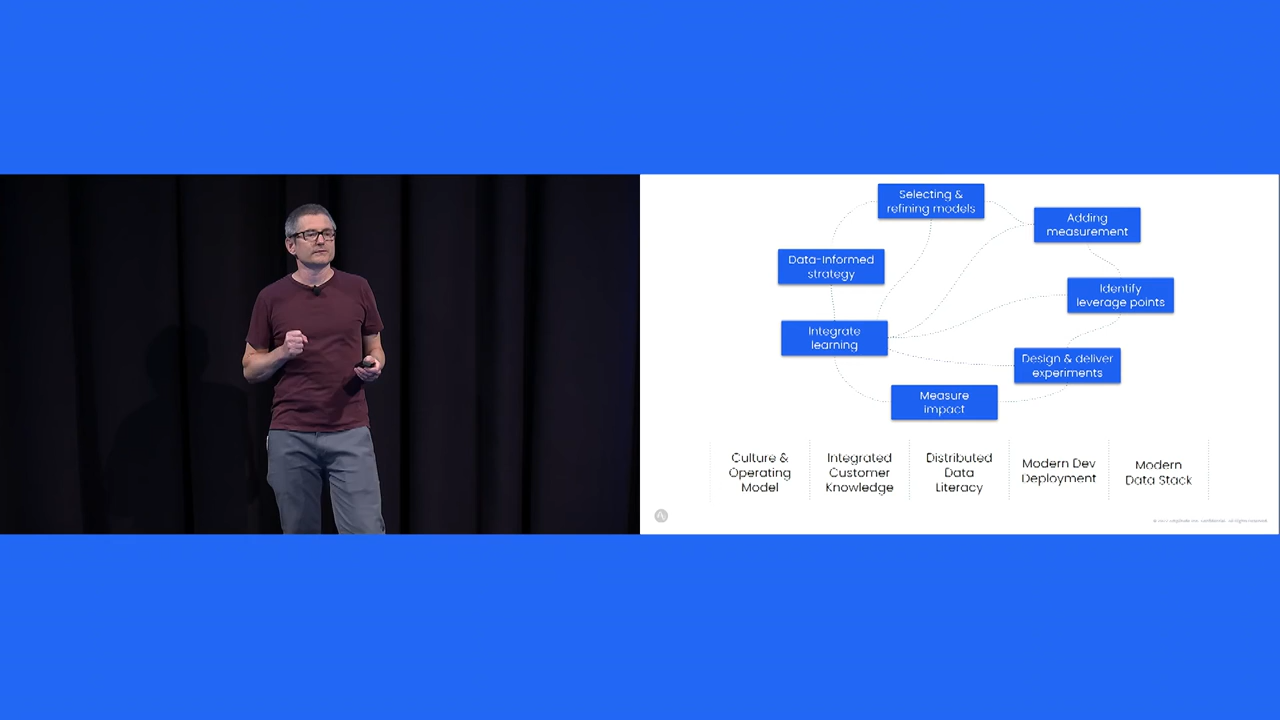 Selecting &
refining models
Adding
measurement
Data-Informed
strategy
Identify
leverage points
Integrate
learning
Design & deliver
experiments
Measure
impact
Culture &
Operating
Model
Integrated
Customer
Knowledge
Distributed
Data
Literacy
Modern Dev
Deployment
Modern
Data Stack